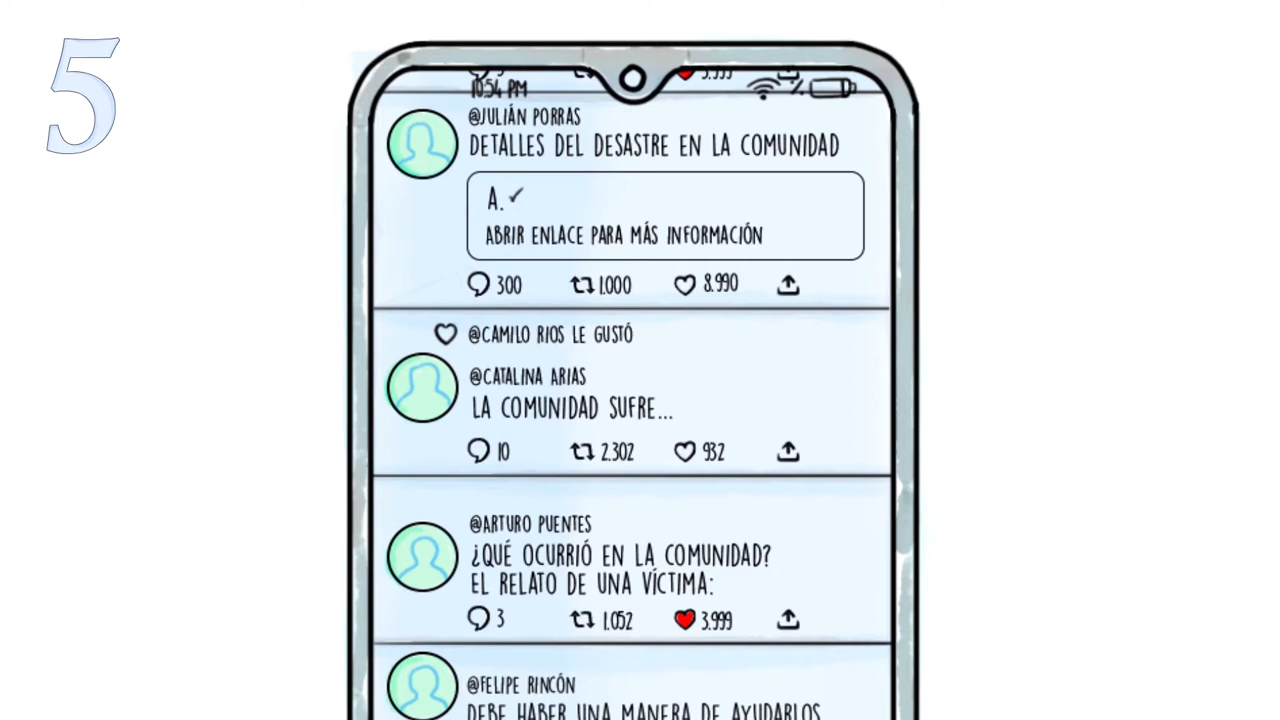 5
3.999
10:54 PM
@JULIÁN PORRAS
DETALLES DEL DESASTRE EN LA COMUNIDAD
A. ✓
ABRIR ENLACE PARA MÁS INFORMACIÓN
300 1.000 8.990
@CAMILO RIOS LE GUSTÓ
@CATALINA ARIAS
LA COMUNIDAD SUFRE...
10 2.302 932
@ARTURO PUENTES
¿QUÉ OCURRIÓ EN LA COMUNIDAD?
EL RELATO DE UNA VÍCTIMA:
3 1.052 3.999
@FELIPE RINCÓN
DEBE HABER UNA MANERA DE AYUDARLOS